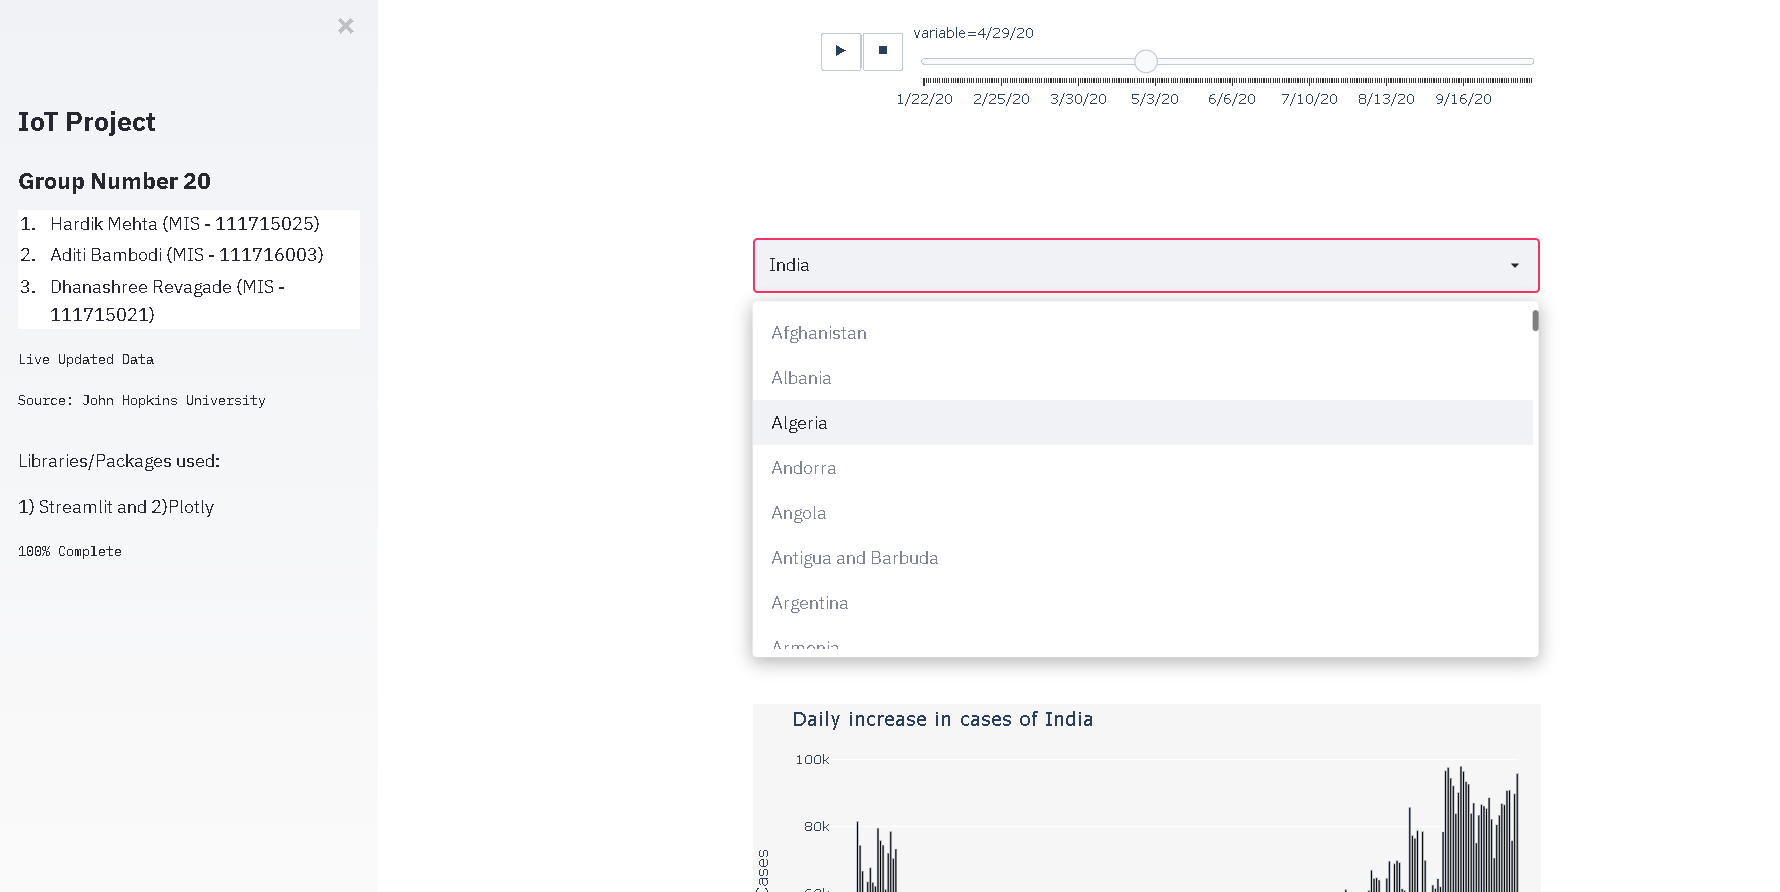 ×
IoT Project
Group Number 20
1. Hardik Mehta (MIS - 111715025)
2. Aditi Bambodi (MIS - 111716003)
3. Dhanashree Revagade (MIS -
111715021)
Live Updated Data
Source: John Hopkins University
Libraries/Packages used:
1) Streamlit and 2)Plotly
100% Complete
variable=4/29/20
1/22/20 2/25/20 3/30/20 5/3/20 6/6/20 7/10/20 8/13/20 9/16/20
India
Afghanistan
Albania
Algeria
Andorra
Angola
Antigua and Barbuda
Argentina
Armenia
Daily increase in cases of India
100k
80k
60k
Cases